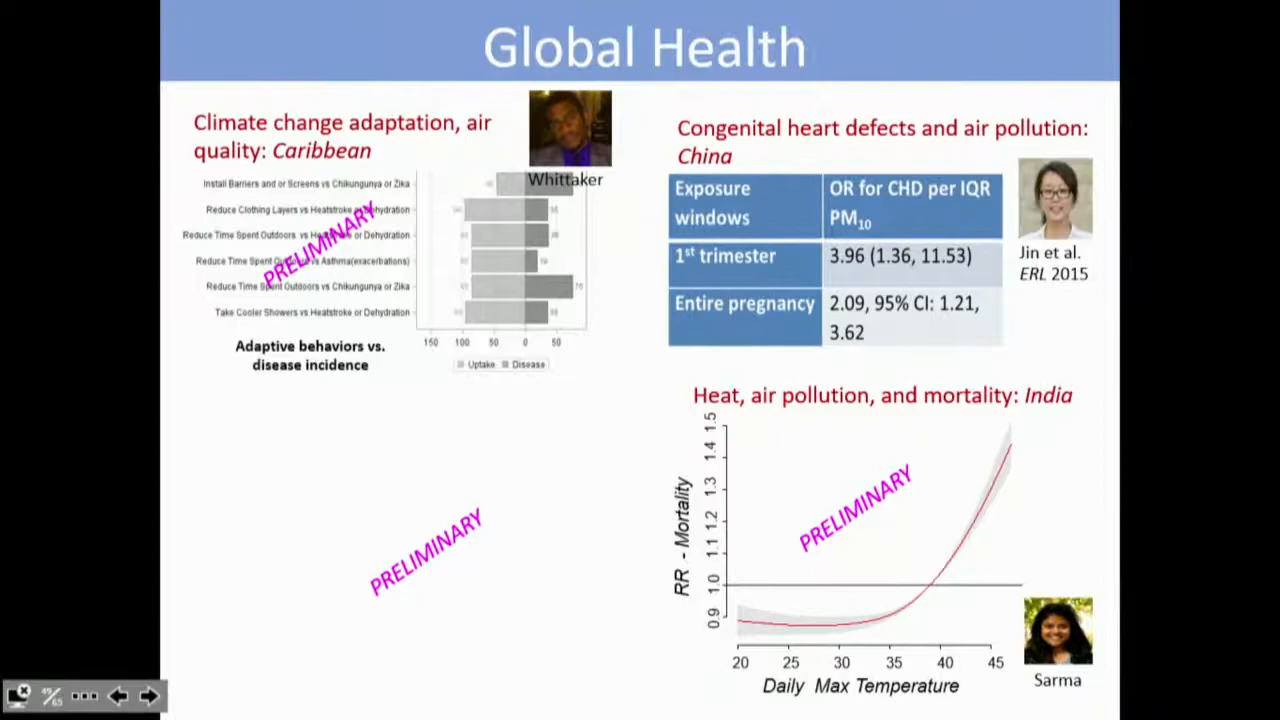 Global Health
Climate change adaptation, air
quality: Caribbean
Whittaker
Install Barriers and or Screens vs Chikungunya or Zika
Reduce Clothing Layers vs Heatstroke or Dehydration
Reduce Time Spent Outdoors vs Heatstroke or Dehydration
Reduce Time Spent Outdoors vs Asthma(exacerbations)
Reduce Time Spent Outdoors vs Chikungunya or Zika
Take Cooler Showers vs Heatstroke or Dehydration
PRELIMINARY
150 100 50 0 50
Uptake Disease
Adaptive behaviors vs.
disease incidence
PRELIMINARY
Congenital heart defects and air pollution:
China
Exposure windows
OR for CHD per IQR PM10
1st trimester
3.96 (1.36, 11.53)
Entire pregnancy
2.09, 95% CI: 1.21,
3.62
Jin et al.
ERL 2015
Heat, air pollution, and mortality: India
RR - Mortality
1.5
1.4
1.3
1.2
1.1
1.0
0.9
PRELIMINARY
20 25 30 35 40 45
Daily Max Temperature
Sarma
49/65